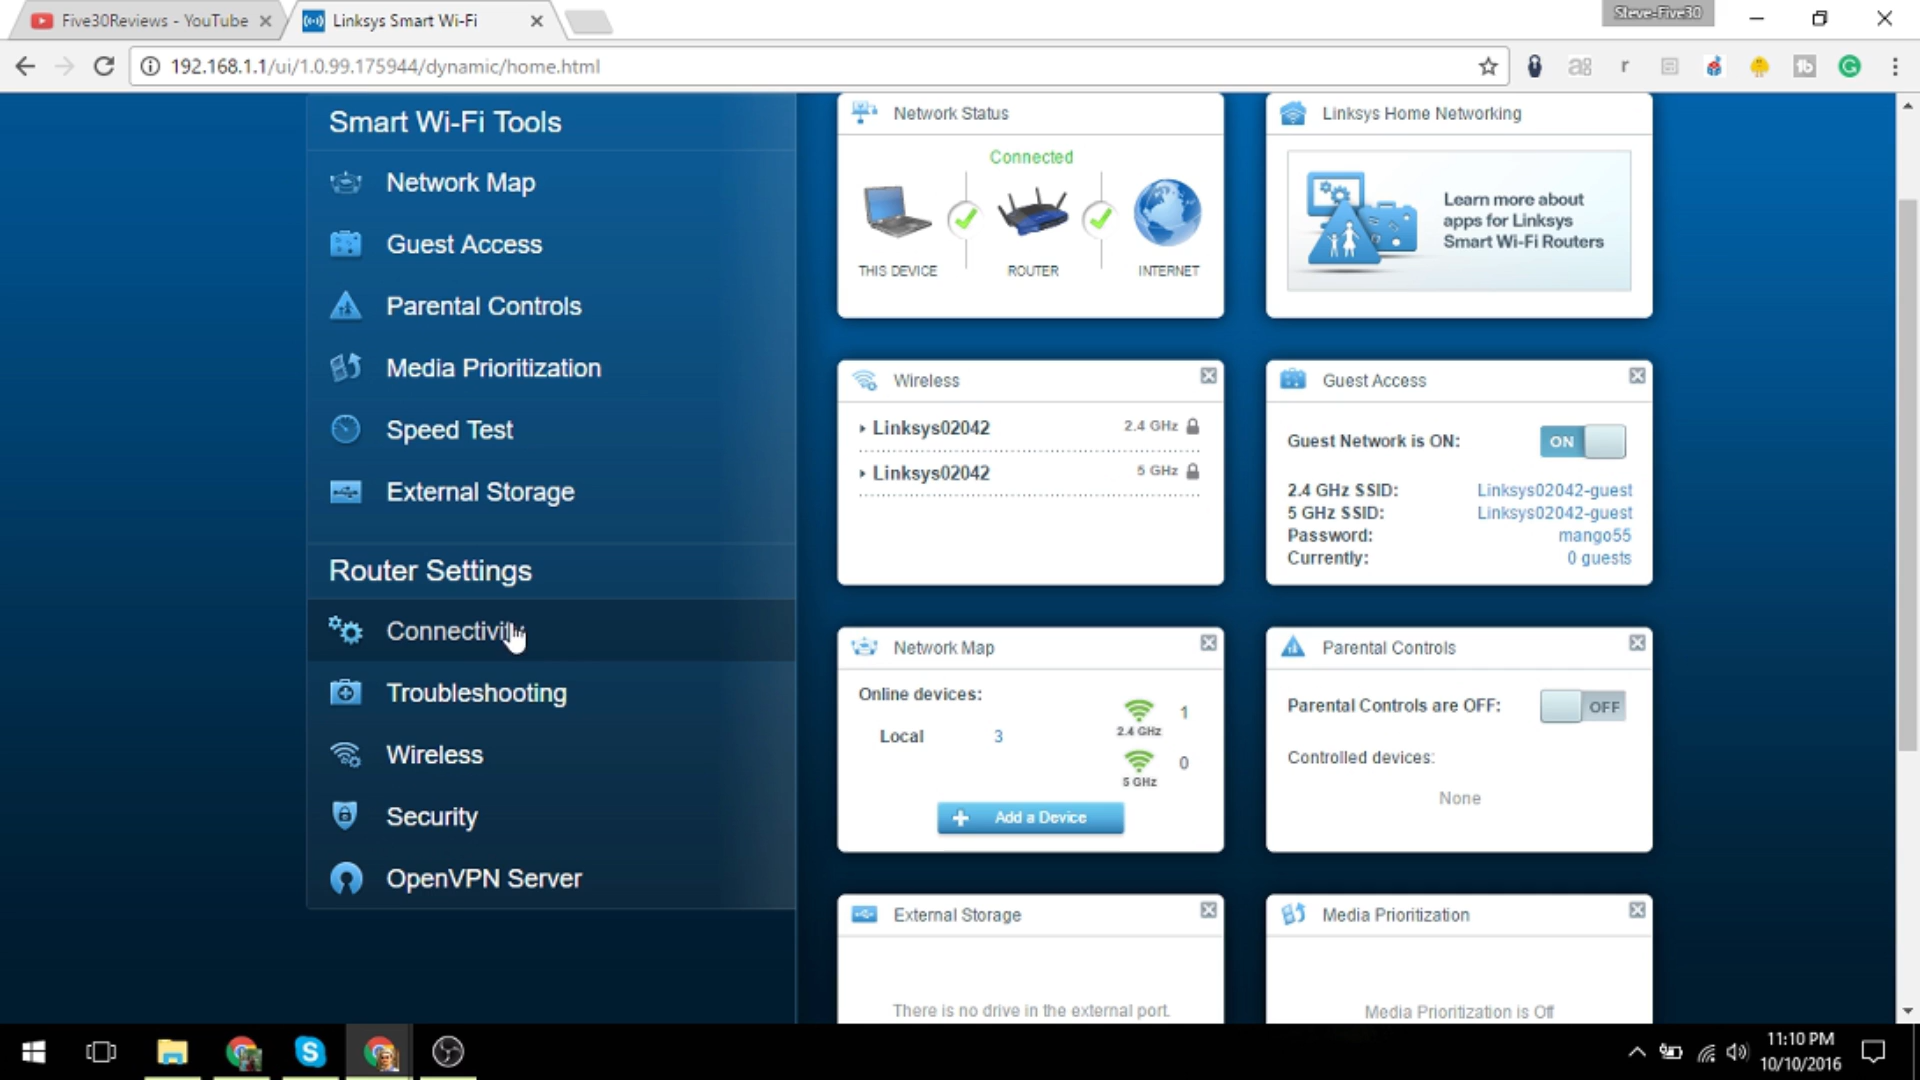 Five30Reviews - YouTube
Linksys Smart Wi-Fi
Steve-Five30
192.168.1.1/ui/1.0.99.175944/dynamic/home.html
Smart Wi-Fi Tools
Network Map
Guest Access
Parental Controls
Media Prioritization
Speed Test
External Storage
Router Settings
Connectivity
Troubleshooting
Wireless
Security
OpenVPN Server
Network Status
Connected
THIS DEVICE
ROUTER
INTERNET
Linksys Home Networking
Learn more about
apps for Linksys
Smart Wi-Fi Routers
Wireless
Linksys02042 2.4 GHz
Linksys02042 5 GHz
Guest Access
Guest Network is ON: ON
2.4 GHz SSID: Linksys02042-guest
5 GHz SSID: Linksys02042-guest
Password: mango55
Currently: 0 guests
Network Map
Online devices:
Local 3
1
2.4 GHz
0
5 GHz
Add a Device
Parental Controls
Parental Controls are OFF: OFF
Controlled devices:
None
External Storage
There is no drive in the external port.
Media Prioritization
Media Prioritization is Off
11:10 PM
10/10/2016